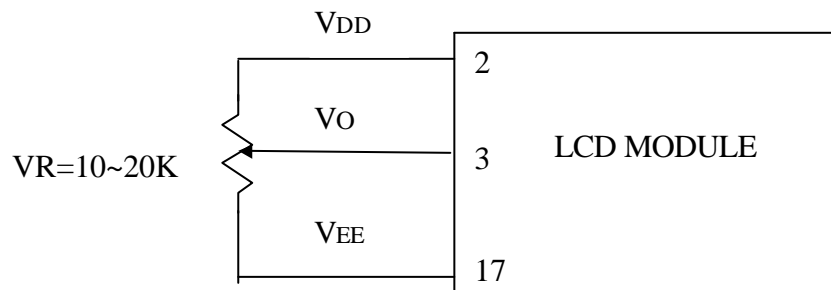 VDD
2
VO
3
LCD MODULE
VR=10~20K
VEE
17